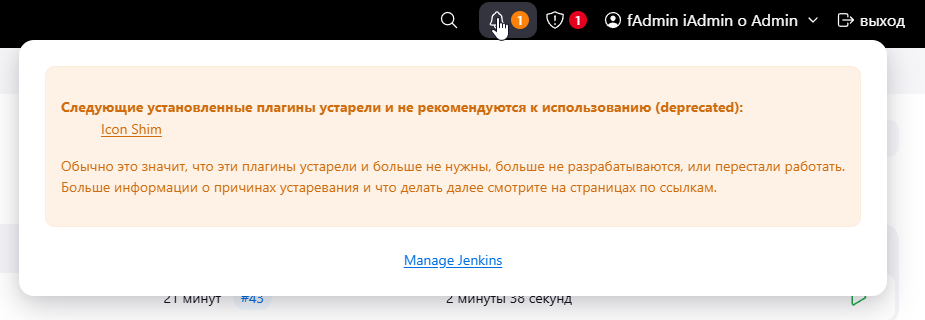 1
1
fAdmin iAdmin o Admin
выход
Следующие установленные плагины устарели и не рекомендуются к использованию (deprecated):
Icon Shim
Обычно это значит, что эти плагины устарели и больше не нужны, больше не разрабатываются, или перестали работать.
Больше информации о причинах устаревания и что делать далее смотрите на страницах по ссылкам.
Manage Jenkins
21 минут
#43
2 минуты 38 секунд